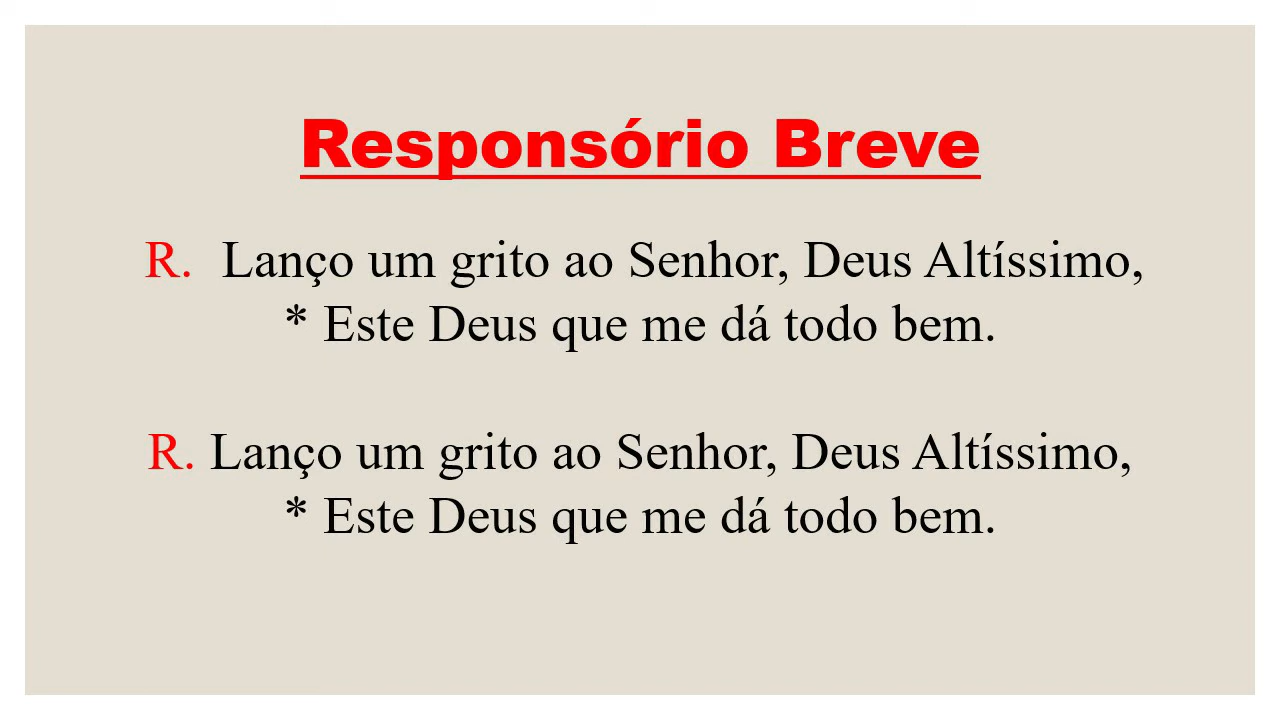 Responsório Breve
R. Lanço um grito ao Senhor, Deus Altíssimo,
* Este Deus que me dá todo bem.
R. Lanço um grito ao Senhor, Deus Altíssimo,
* Este Deus que me dá todo bem.